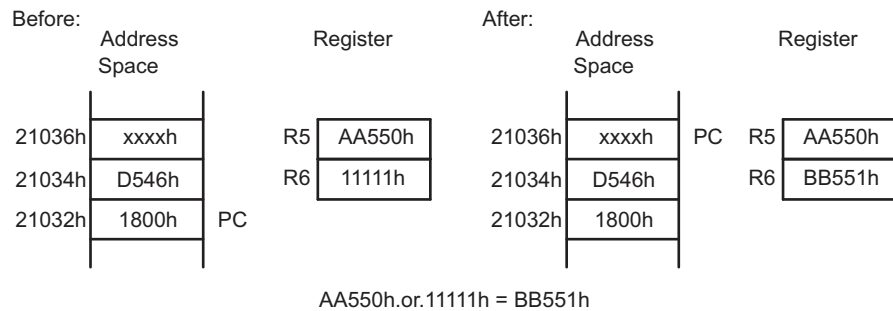 Before: After:
Address Register Address Register
Space Space
21036h xxxxh R5 AA550h 21036h xxxxh PC R5 AA550h
21034h D546h R6 11111h 21034h D546h R6 BB551h
21032h 1800h PC 21032h 1800h
AA550h.or.11111h = BB551h